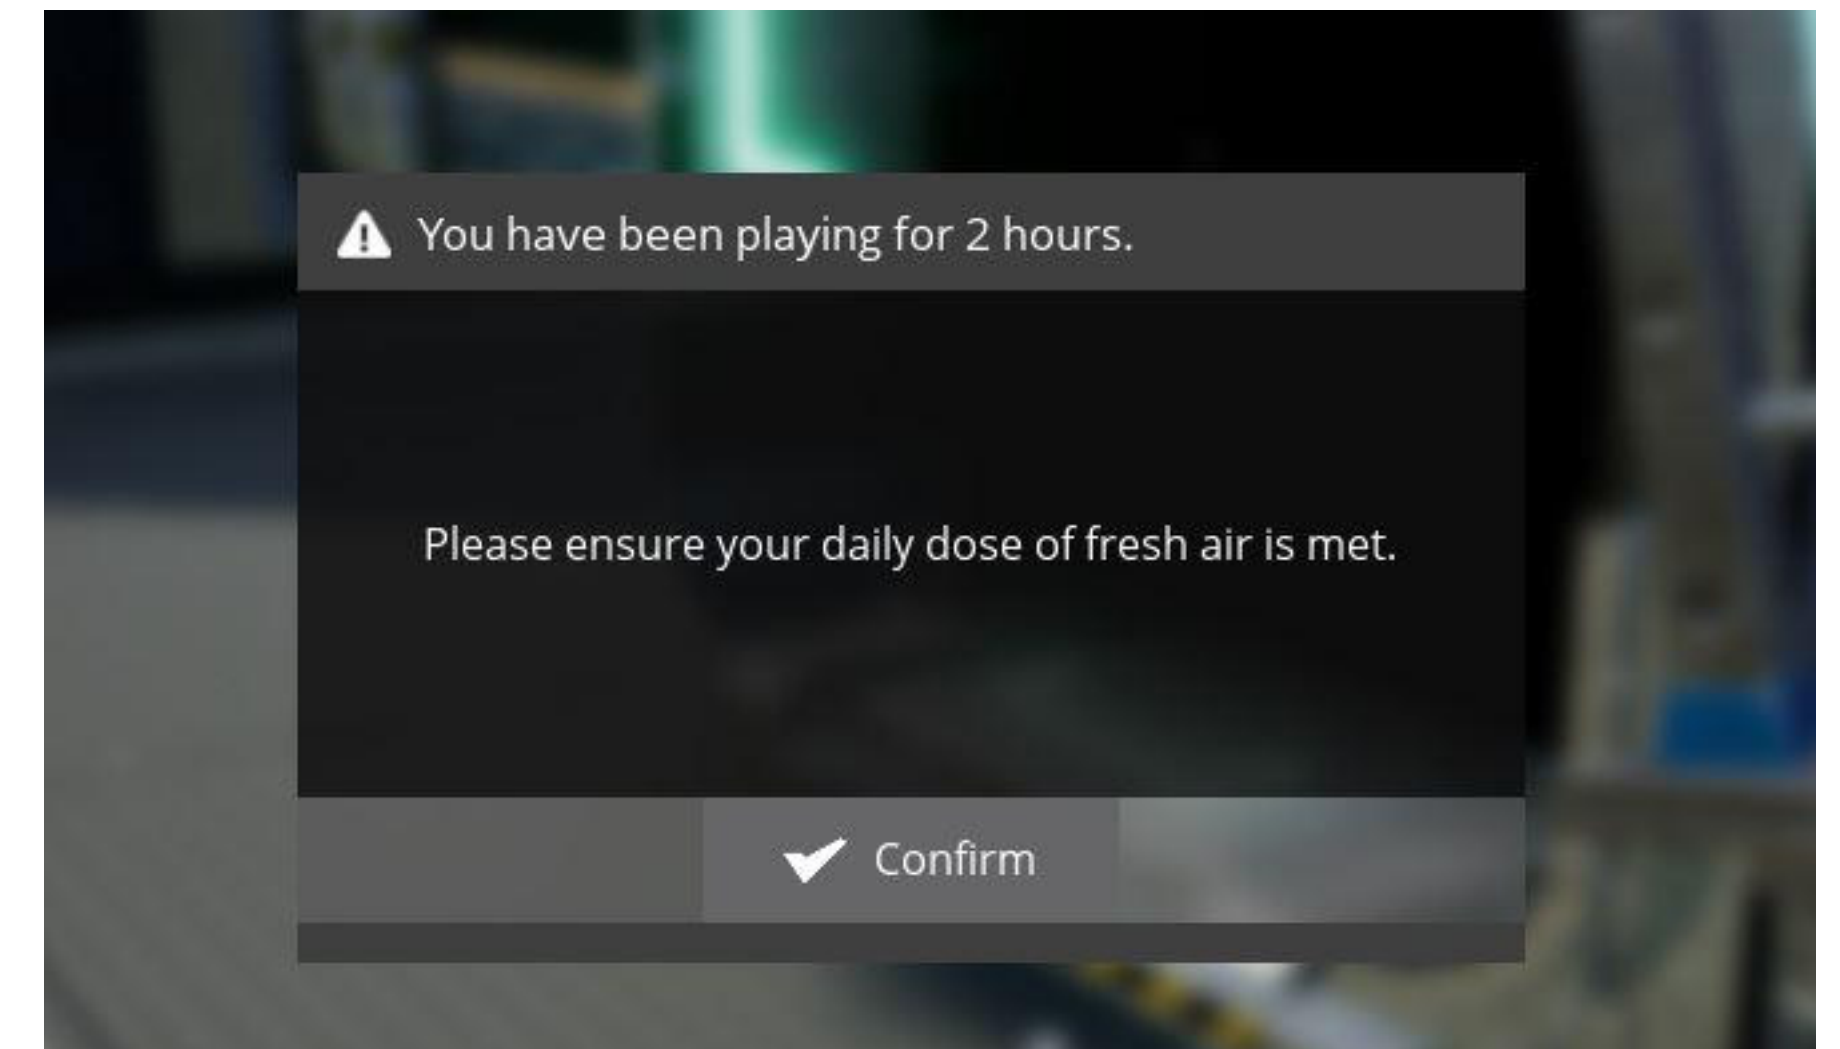 You have been playing for 2 hours.
Please ensure your daily dose of fresh air is met.
Confirm